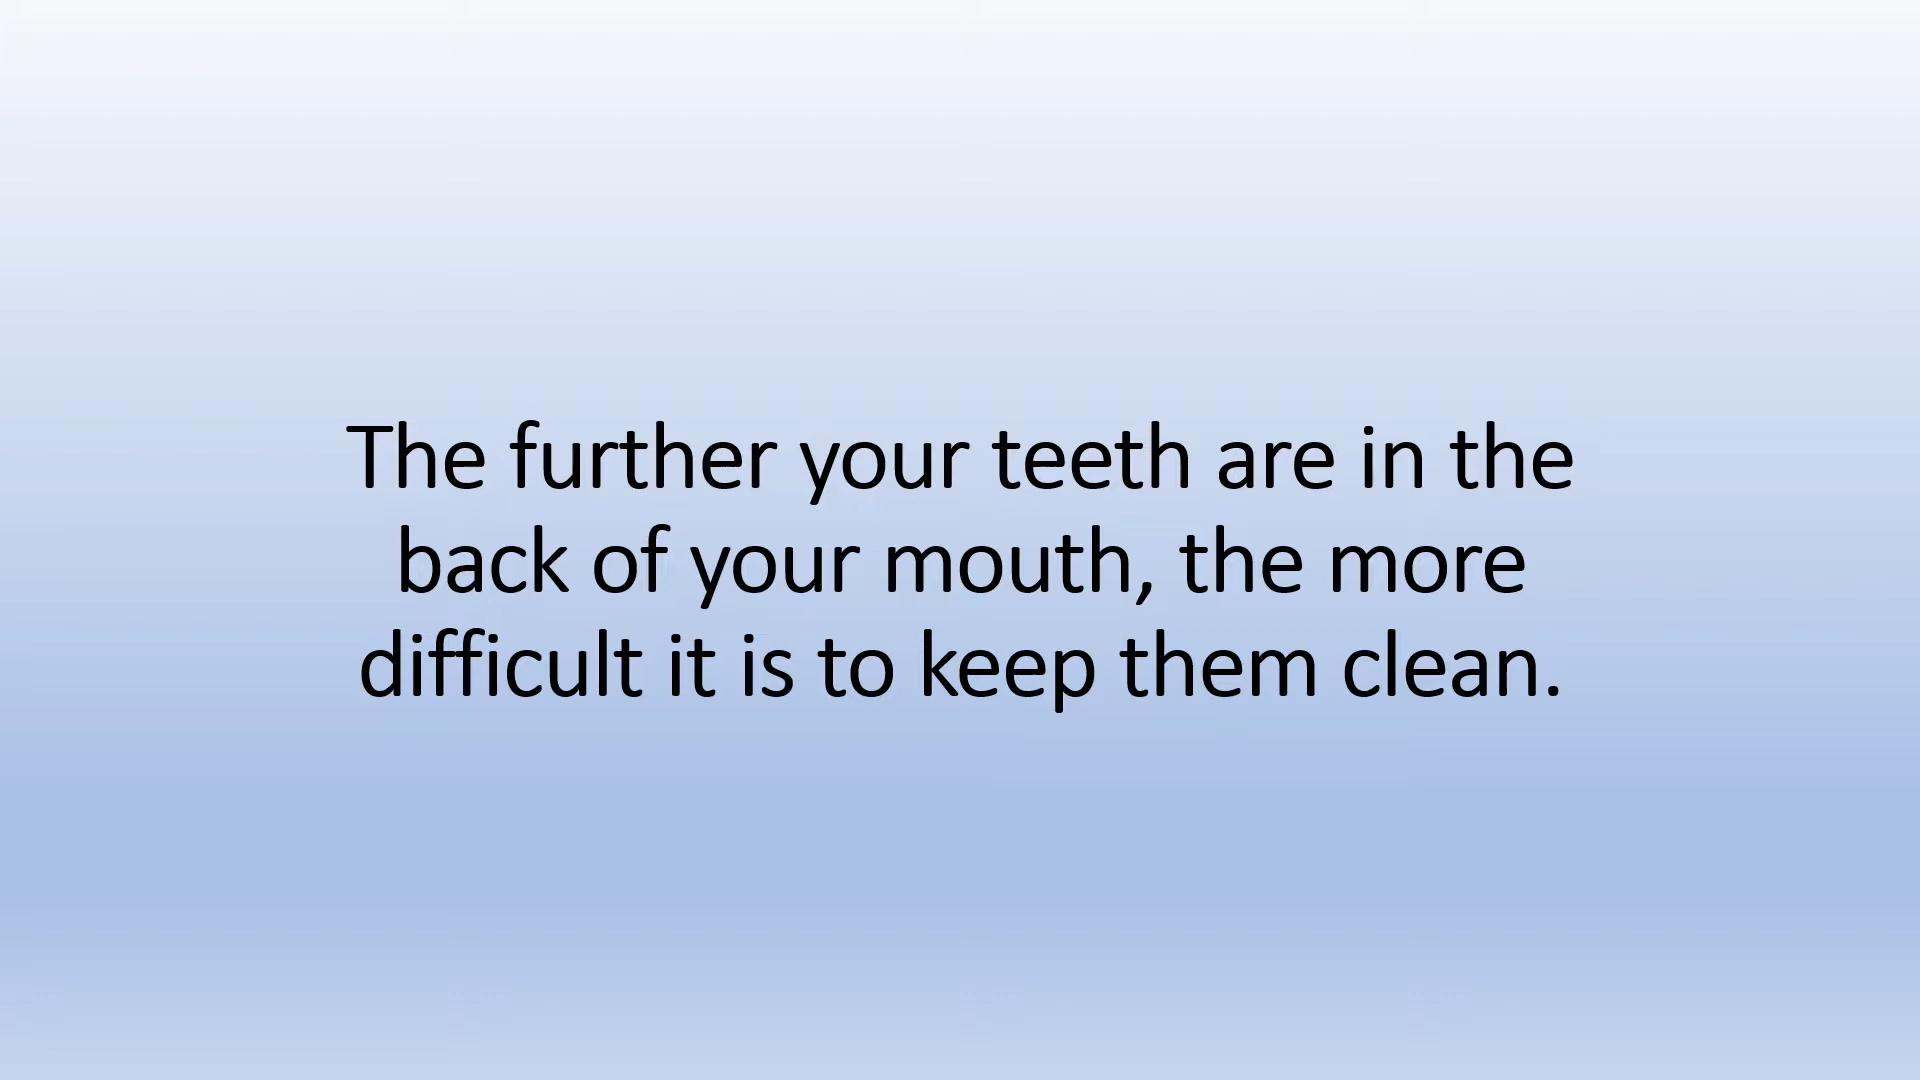 The further your teeth are in the
back of your mouth, the more
difficult it is to keep them clean.